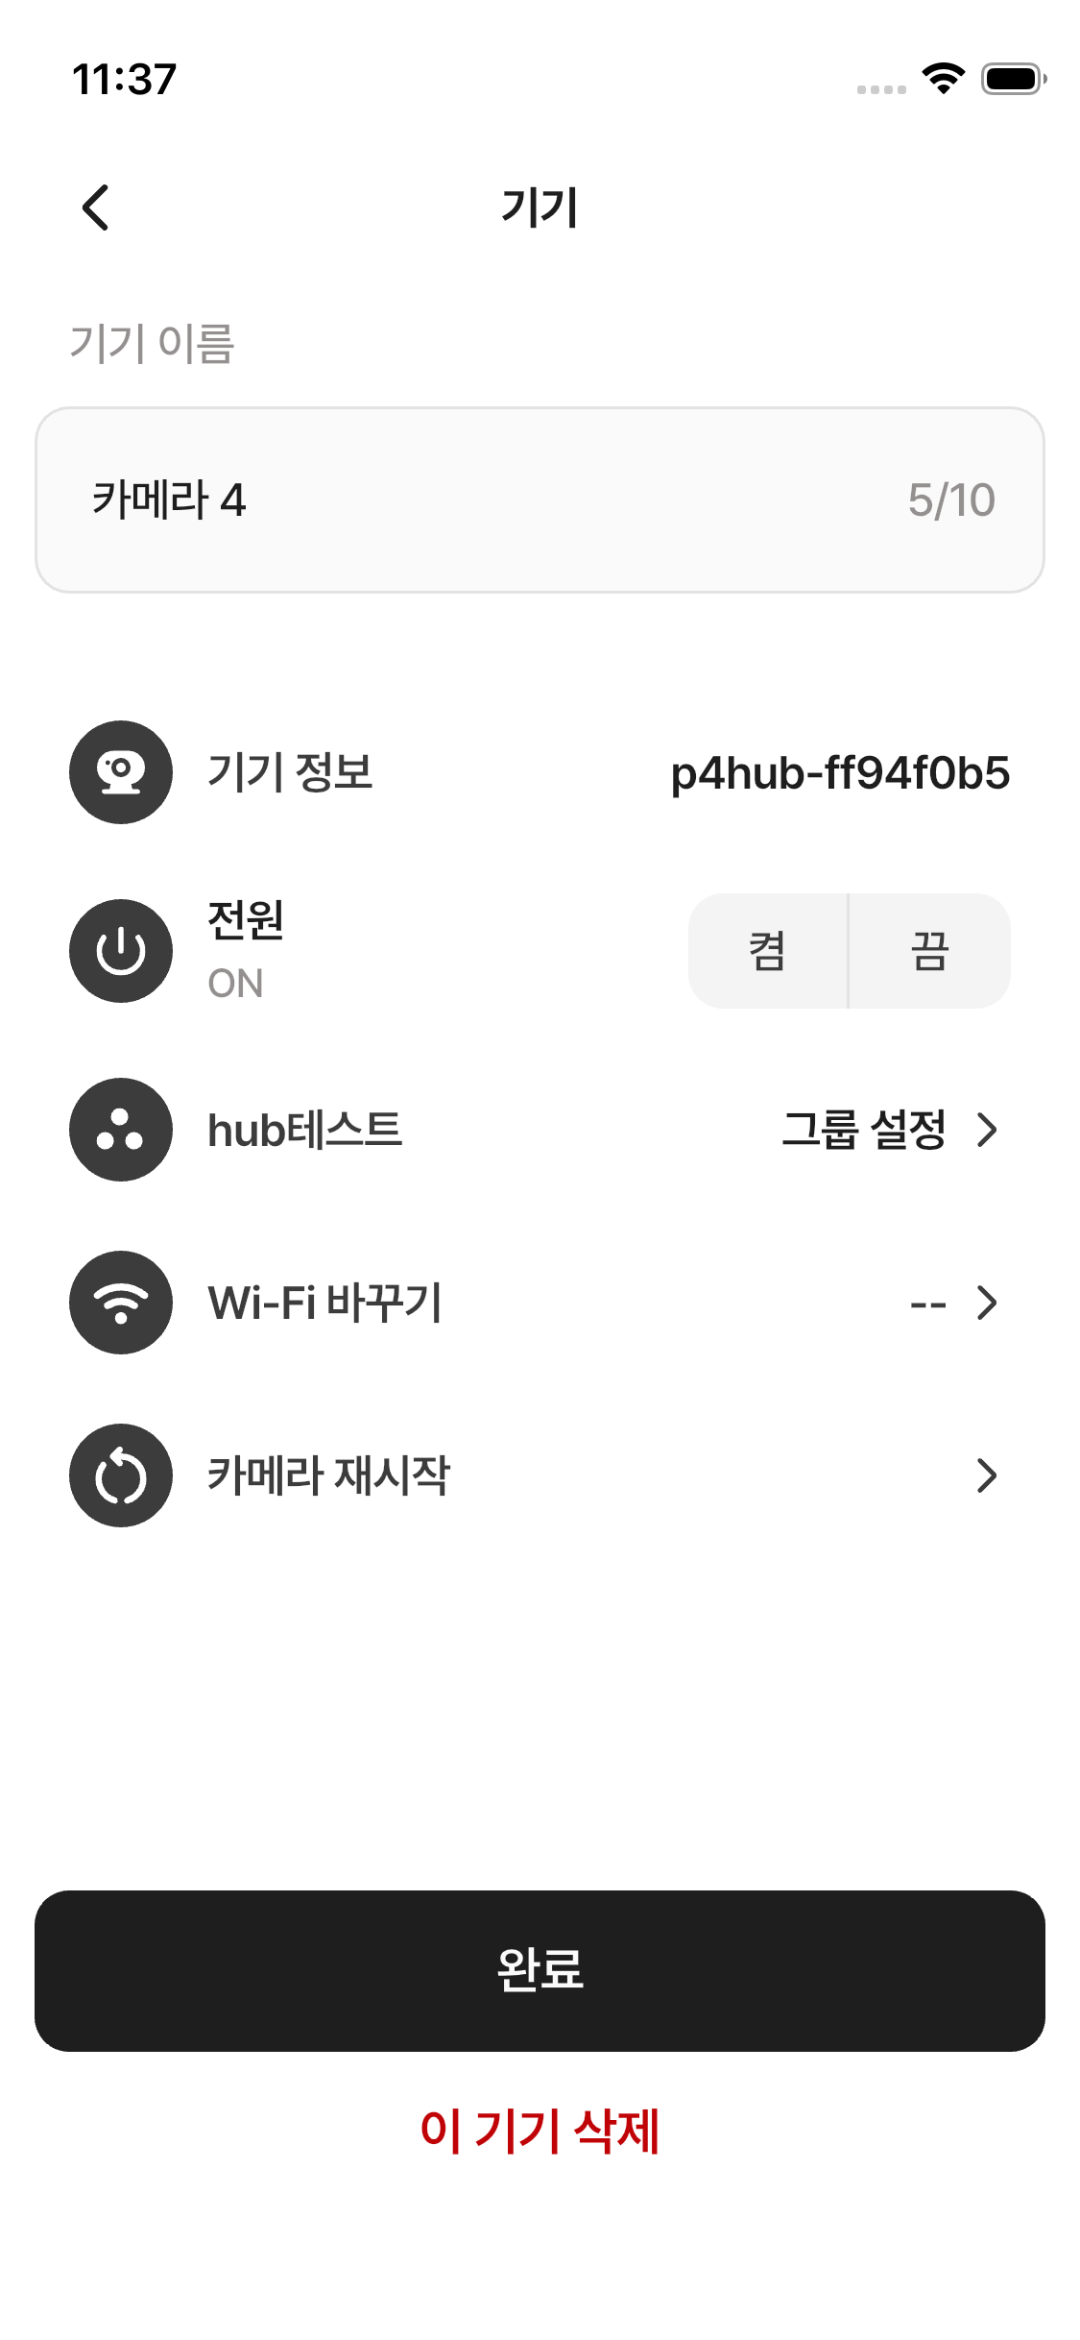 11:37
기기
기기 이름
카메라 4 5/10
기기 정보 p4hub-ff94f0b5
전원
ON
켬 끔
hub테스트 그룹 설정
Wi-Fi 바꾸기 --
카메라 재시작
완료
이 기기 삭제